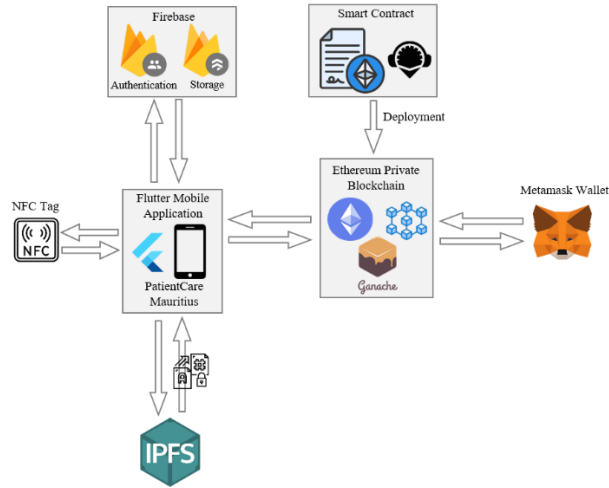 Firebase
Authentication
Storage
Smart Contract
Deployment
NFC Tag
NFC
Flutter Mobile
Application
PatientCare
Mauritius
Ethereum Private
Blockchain
Ganache
Metamask Wallet
IPFS